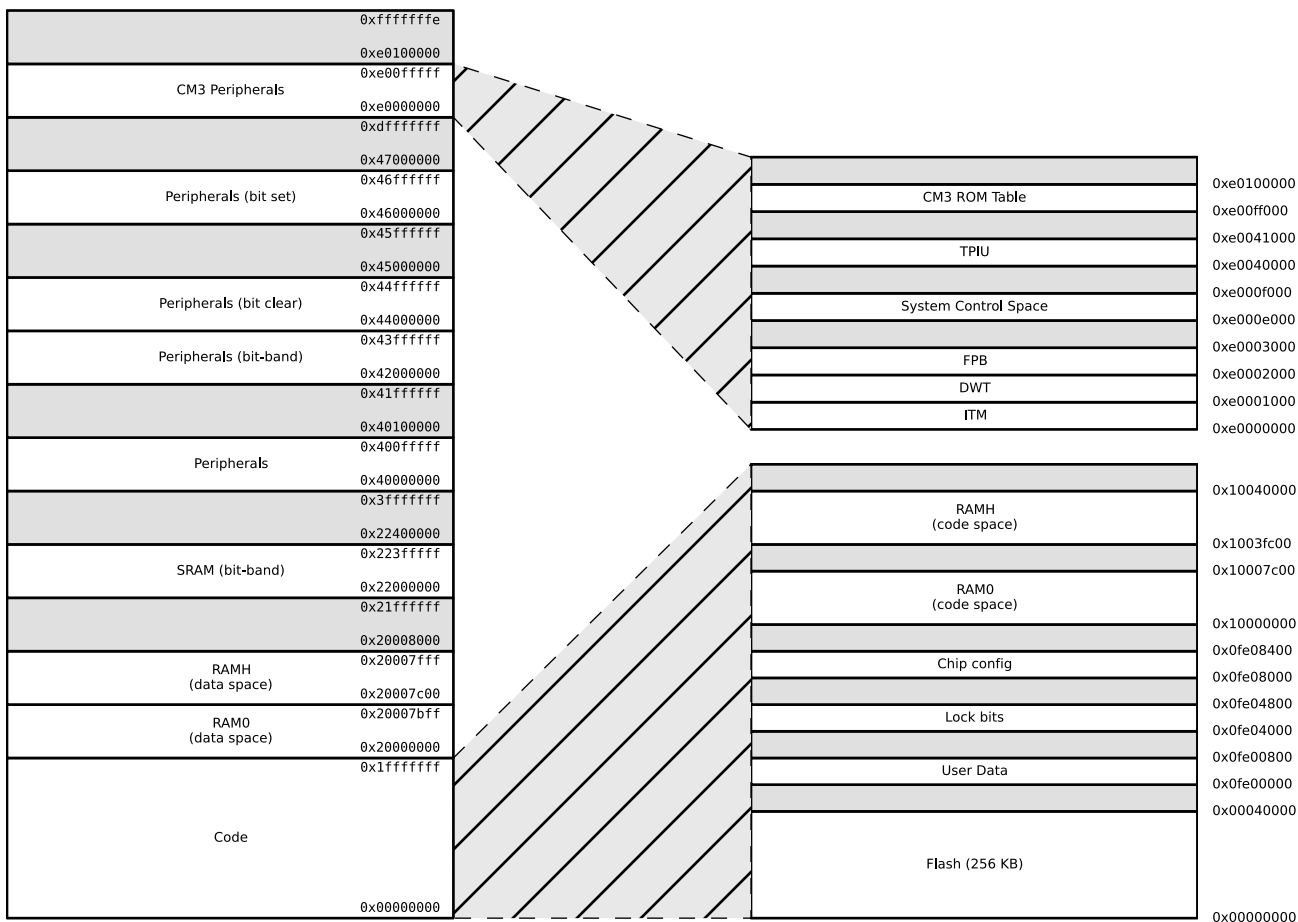 0xfffffffe
0xe0100000
0xe00fffff
CM3 Peripherals
0xe0000000
0xdfffffff
0x47000000
0x46ffffff
Peripherals (bit set)
0x46000000
0x45ffffff
0x45000000
0x44ffffff
Peripherals (bit clear)
0x44000000
0x43ffffff
Peripherals (bit-band)
0x42000000
0x41ffffff
0x40100000
0x400fffff
Peripherals
0x40000000
0x3fffffff
0x22400000
0x223fffff
SRAM (bit-band)
0x22000000
0x21ffffff
0x20008000
0x20007fff
RAMH
(data space)
0x20007c00
0x20007bff
RAM0
(data space)
0x20000000
0x1fffffff
Code
0x00000000
0xe0100000
CM3 ROM Table
0xe00ff000
0xe0041000
TPIU
0xe0040000
0xe000f000
System Control Space
0xe000e000
0xe0003000
FPB
0xe0002000
DWT
0xe0001000
ITM
0xe0000000
0x10040000
RAMH
(code space)
0x1003fc00
0x10007c00
RAM0
(code space)
0x10000000
0x0fe08400
Chip config
0x0fe08000
0x0fe04800
Lock bits
0x0fe04000
0x0fe00800
User Data
0x0fe00000
0x00040000
Flash (256 KB)
0x00000000